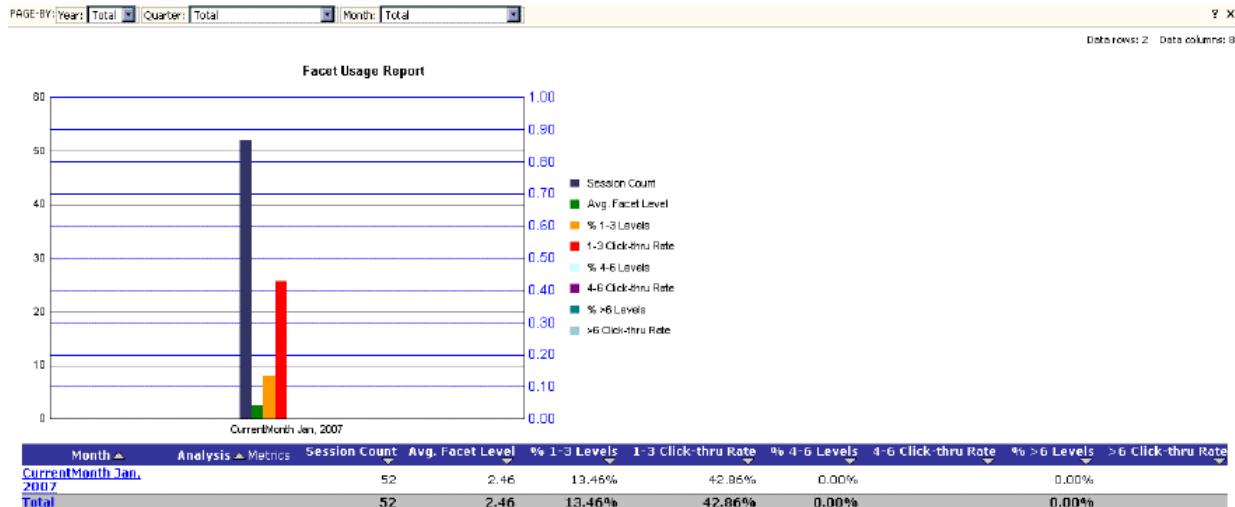 PAGE-BY: Year: Total Quarter: Total Month: Total ? X
Data rows: 2 Data columns: 8
Facet Usage Report
60 1.00
0.90
50
0.80
0.70
40
0.60
30 0.50
0.40
20
0.30
0.20
10
0.10
0 0.00
CurrentMonth Jan, 2007
Session Count
Avg. Facet Level
% 1-3 Levels
1-3 Click-thru Rate
% 4-6 Levels
4-6 Click-thru Rate
% >6 Levels
>6 Click-thru Rate
Month Analysis Metrics Session Count Avg. Facet Level % 1-3 Levels 1-3 Click-thru Rate % 4-6 Levels 4-6 Click-thru Rate % >6 Levels >6 Click-thru Rate
CurrentMonth Jan,
2007 52 2.46 13.46% 42.86% 0.00% 0.00%
Total 52 2.46 13.46% 42.86% 0.00% 0.00%